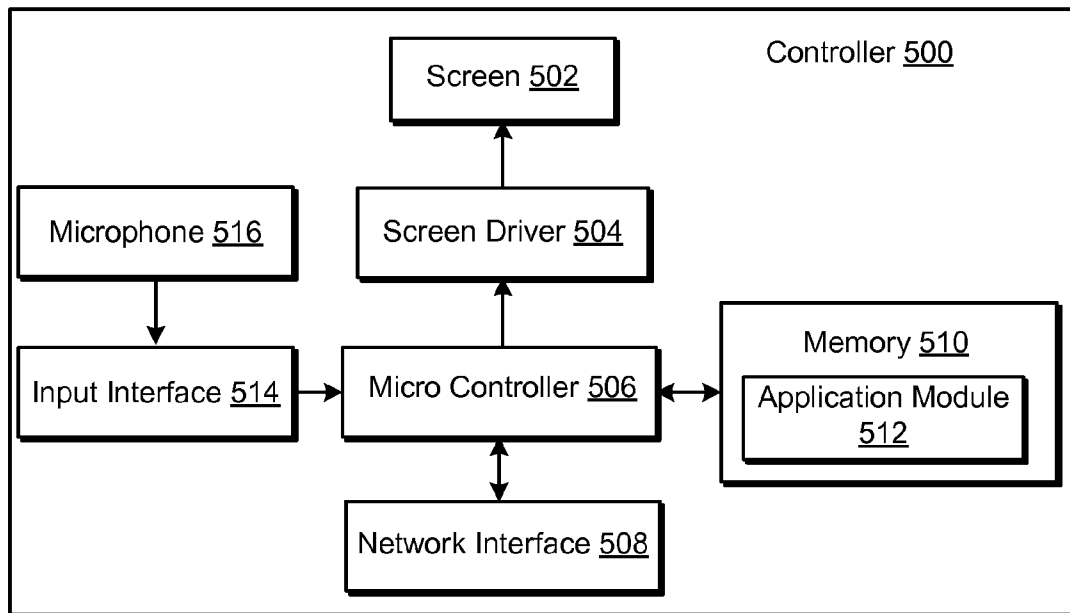 Controller 500
Screen 502
Microphone 516
Screen Driver 504
Input Interface 514
Micro Controller 506
Memory 510
Application Module
512
Network Interface 508